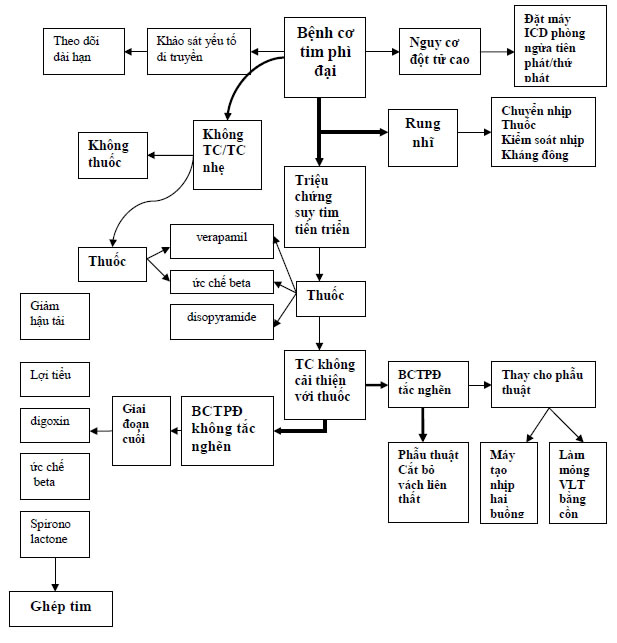 Bệnh cơ
tim phì
đại
Theo dõi
dài hạn
Khảo sát yếu tố
di truyền
Nguy cơ
đột tử cao
Đặt máy
ICD phòng
ngừa tiên
phát/thứ
phát
Không
thuốc
Không
TC/TC
nhẹ
Rung
nhĩ
Chuyển nhịp
Thuốc
Kiểm soát nhịp
Kháng đông
Triệu
chứng
suy tim
tiến triển
Thuốc
verapamil
ức chế beta
disopyramide
Thuốc
Giảm
hậu tải
TC không
cải thiện
với thuốc
BCTPĐ
tắc nghẽn
Thay cho phẫu
thuật
Lợi tiểu
digoxin
Giai
đoạn
cuối
BCTPĐ
không tắc
nghẽn
Phẫu thuật
Cắt bỏ
vách liên
thất
Máy
tạo
nhịp
hai
buồng
Làm
mỏng
VLT
bằng
cồn
ức chế
beta
Spirono
lactone
Ghép tim